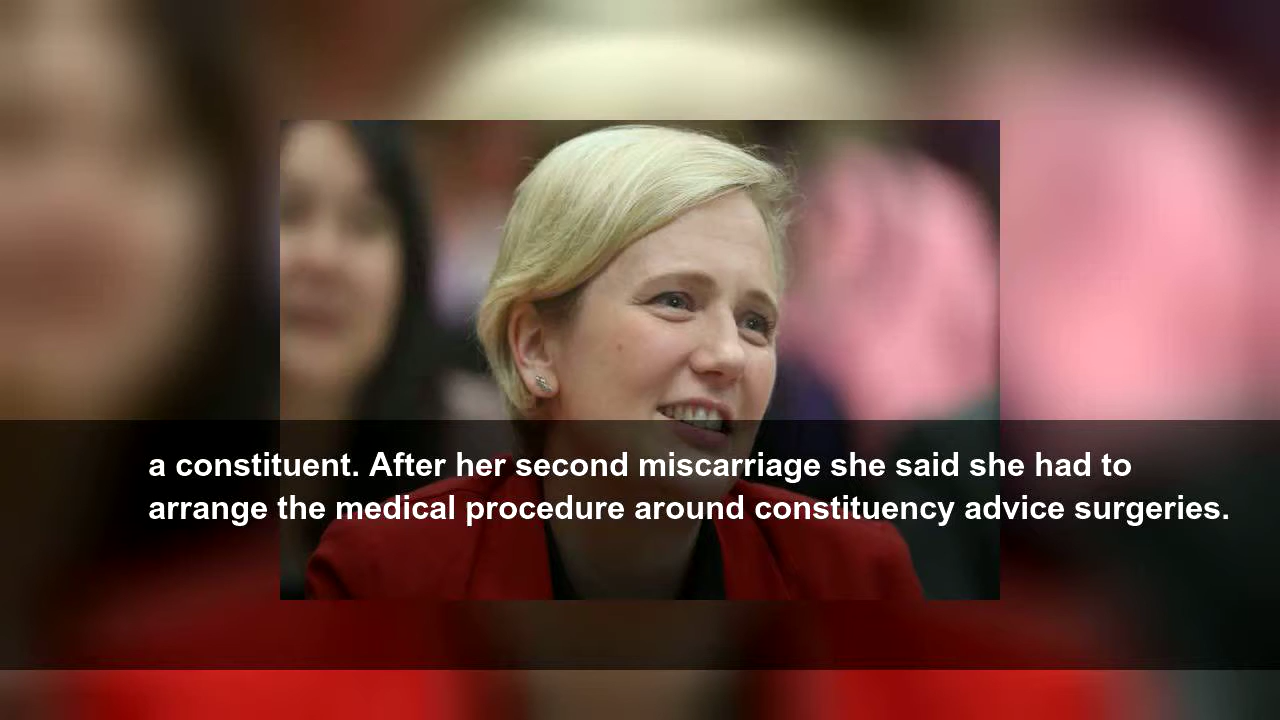 a constituent. After her second miscarriage she said she had to
arrange the medical procedure around constituency advice surgeries.